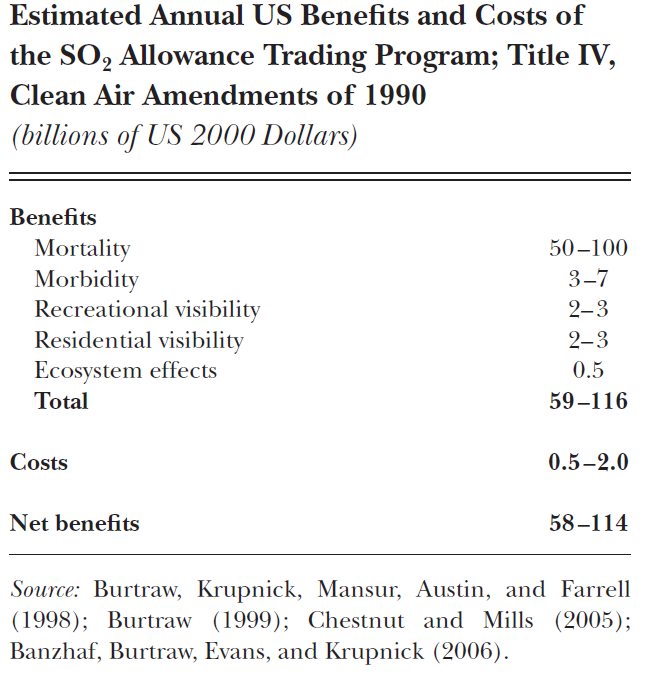 Estimated Annual US Benefits and Costs of
the SO₂ Allowance Trading Program; Title IV,
Clean Air Amendments of 1990
(billions of US 2000 Dollars)
Benefits
Mortality 50–100
Morbidity 3–7
Recreational visibility 2–3
Residential visibility 2–3
Ecosystem effects 0.5
Total 59–116
Costs 0.5–2.0
Net benefits 58–114
Source: Burtraw, Krupnick, Mansur, Austin, and Farrell
(1998); Burtraw (1999); Chestnut and Mills (2005);
Banzhaf, Burtraw, Evans, and Krupnick (2006).